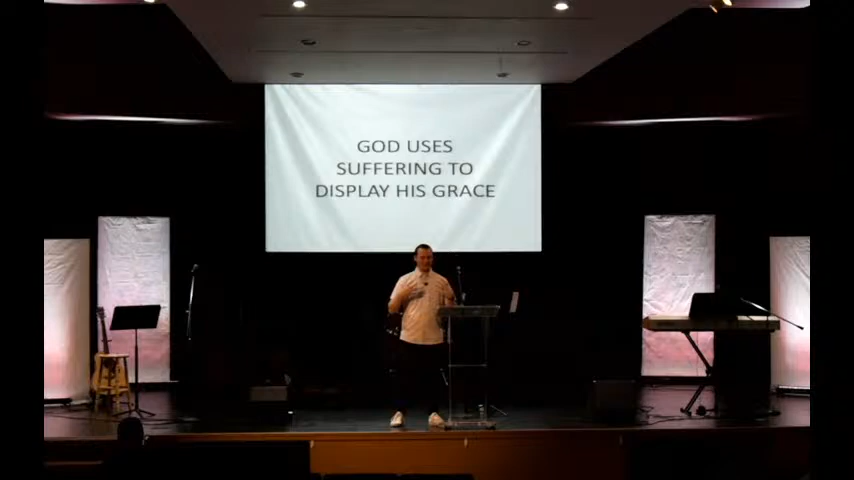 GOD USES
SUFFERING TO
DISPLAY HIS GRACE